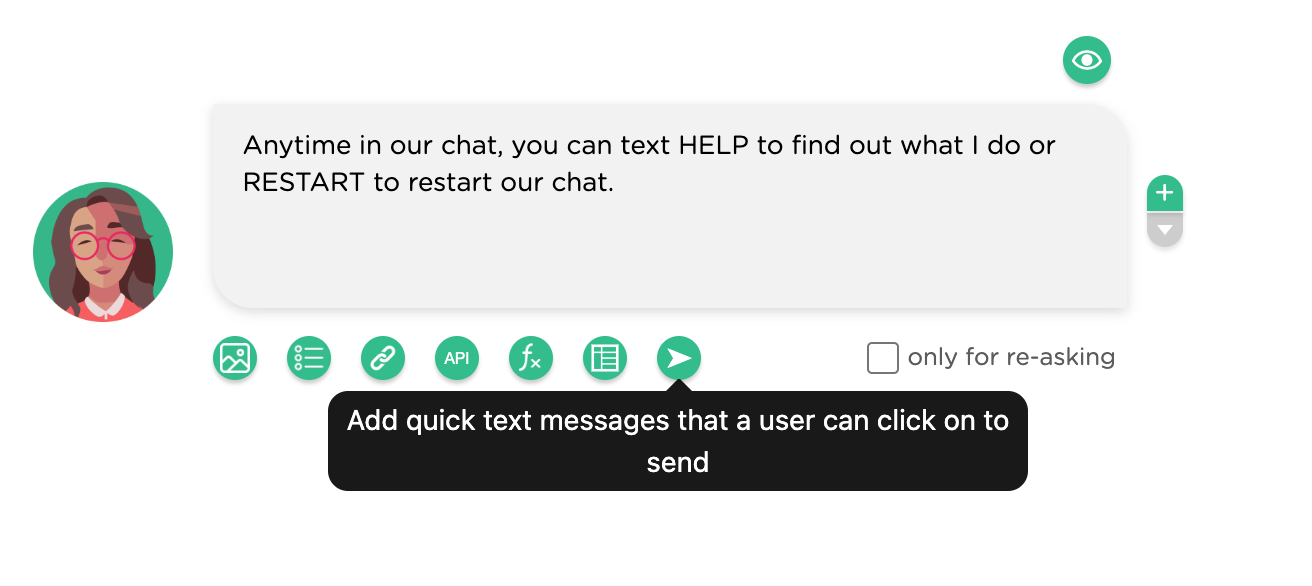 Anytime in our chat, you can text HELP to find out what I do or
RESTART to restart our chat.
API
fx
only for re-asking
Add quick text messages that a user can click on to
send